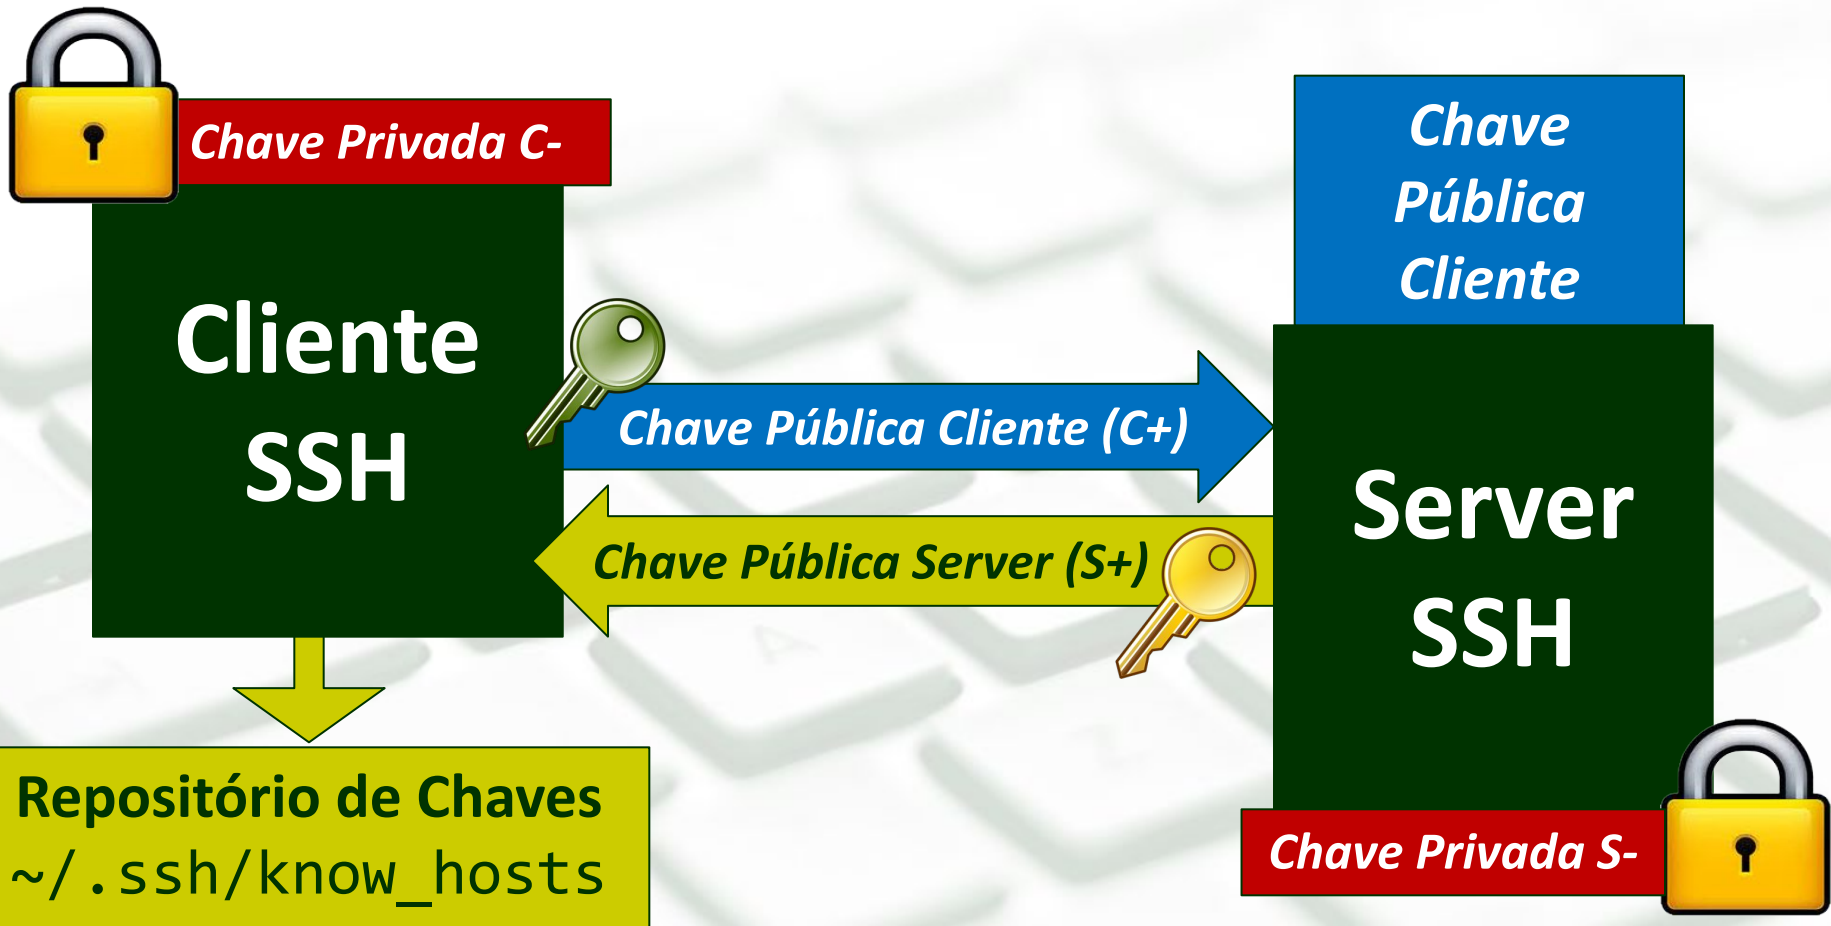 Chave Privada C-
Cliente
SSH
Chave
Pública
Cliente
Chave Pública Cliente (C+)
Chave Pública Server (S+)
Server
SSH
Repositório de Chaves
~/.ssh/know_hosts
Chave Privada S-